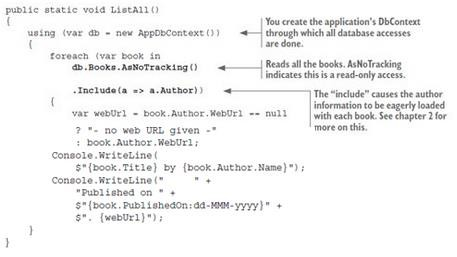 public static void ListAll()
{
using (var db = new AppDbContext())
{
foreach (var book in
db.Books.AsNoTracking()
.Include(a => a.Author))
{
var webUrl = book.Author.WebUrl == null
? "- no web URL given -"
: book.Author.WebUrl;
Console.WriteLine(
$"{book.Title} by {book.Author.Name}");
Console.WriteLine("     " +
"Published on " +
$"{book.PublishedOn:dd-MMM-yyyy}" +
$". {webUrl}");
}
}
}
You create the application's DbContext
through which all database accesses
are done.
Reads all the books. AsNoTracking
indicates this is a read-only access.
The "include" causes the author
information to be eagerly loaded
with each book. See chapter 2 for
more on this.